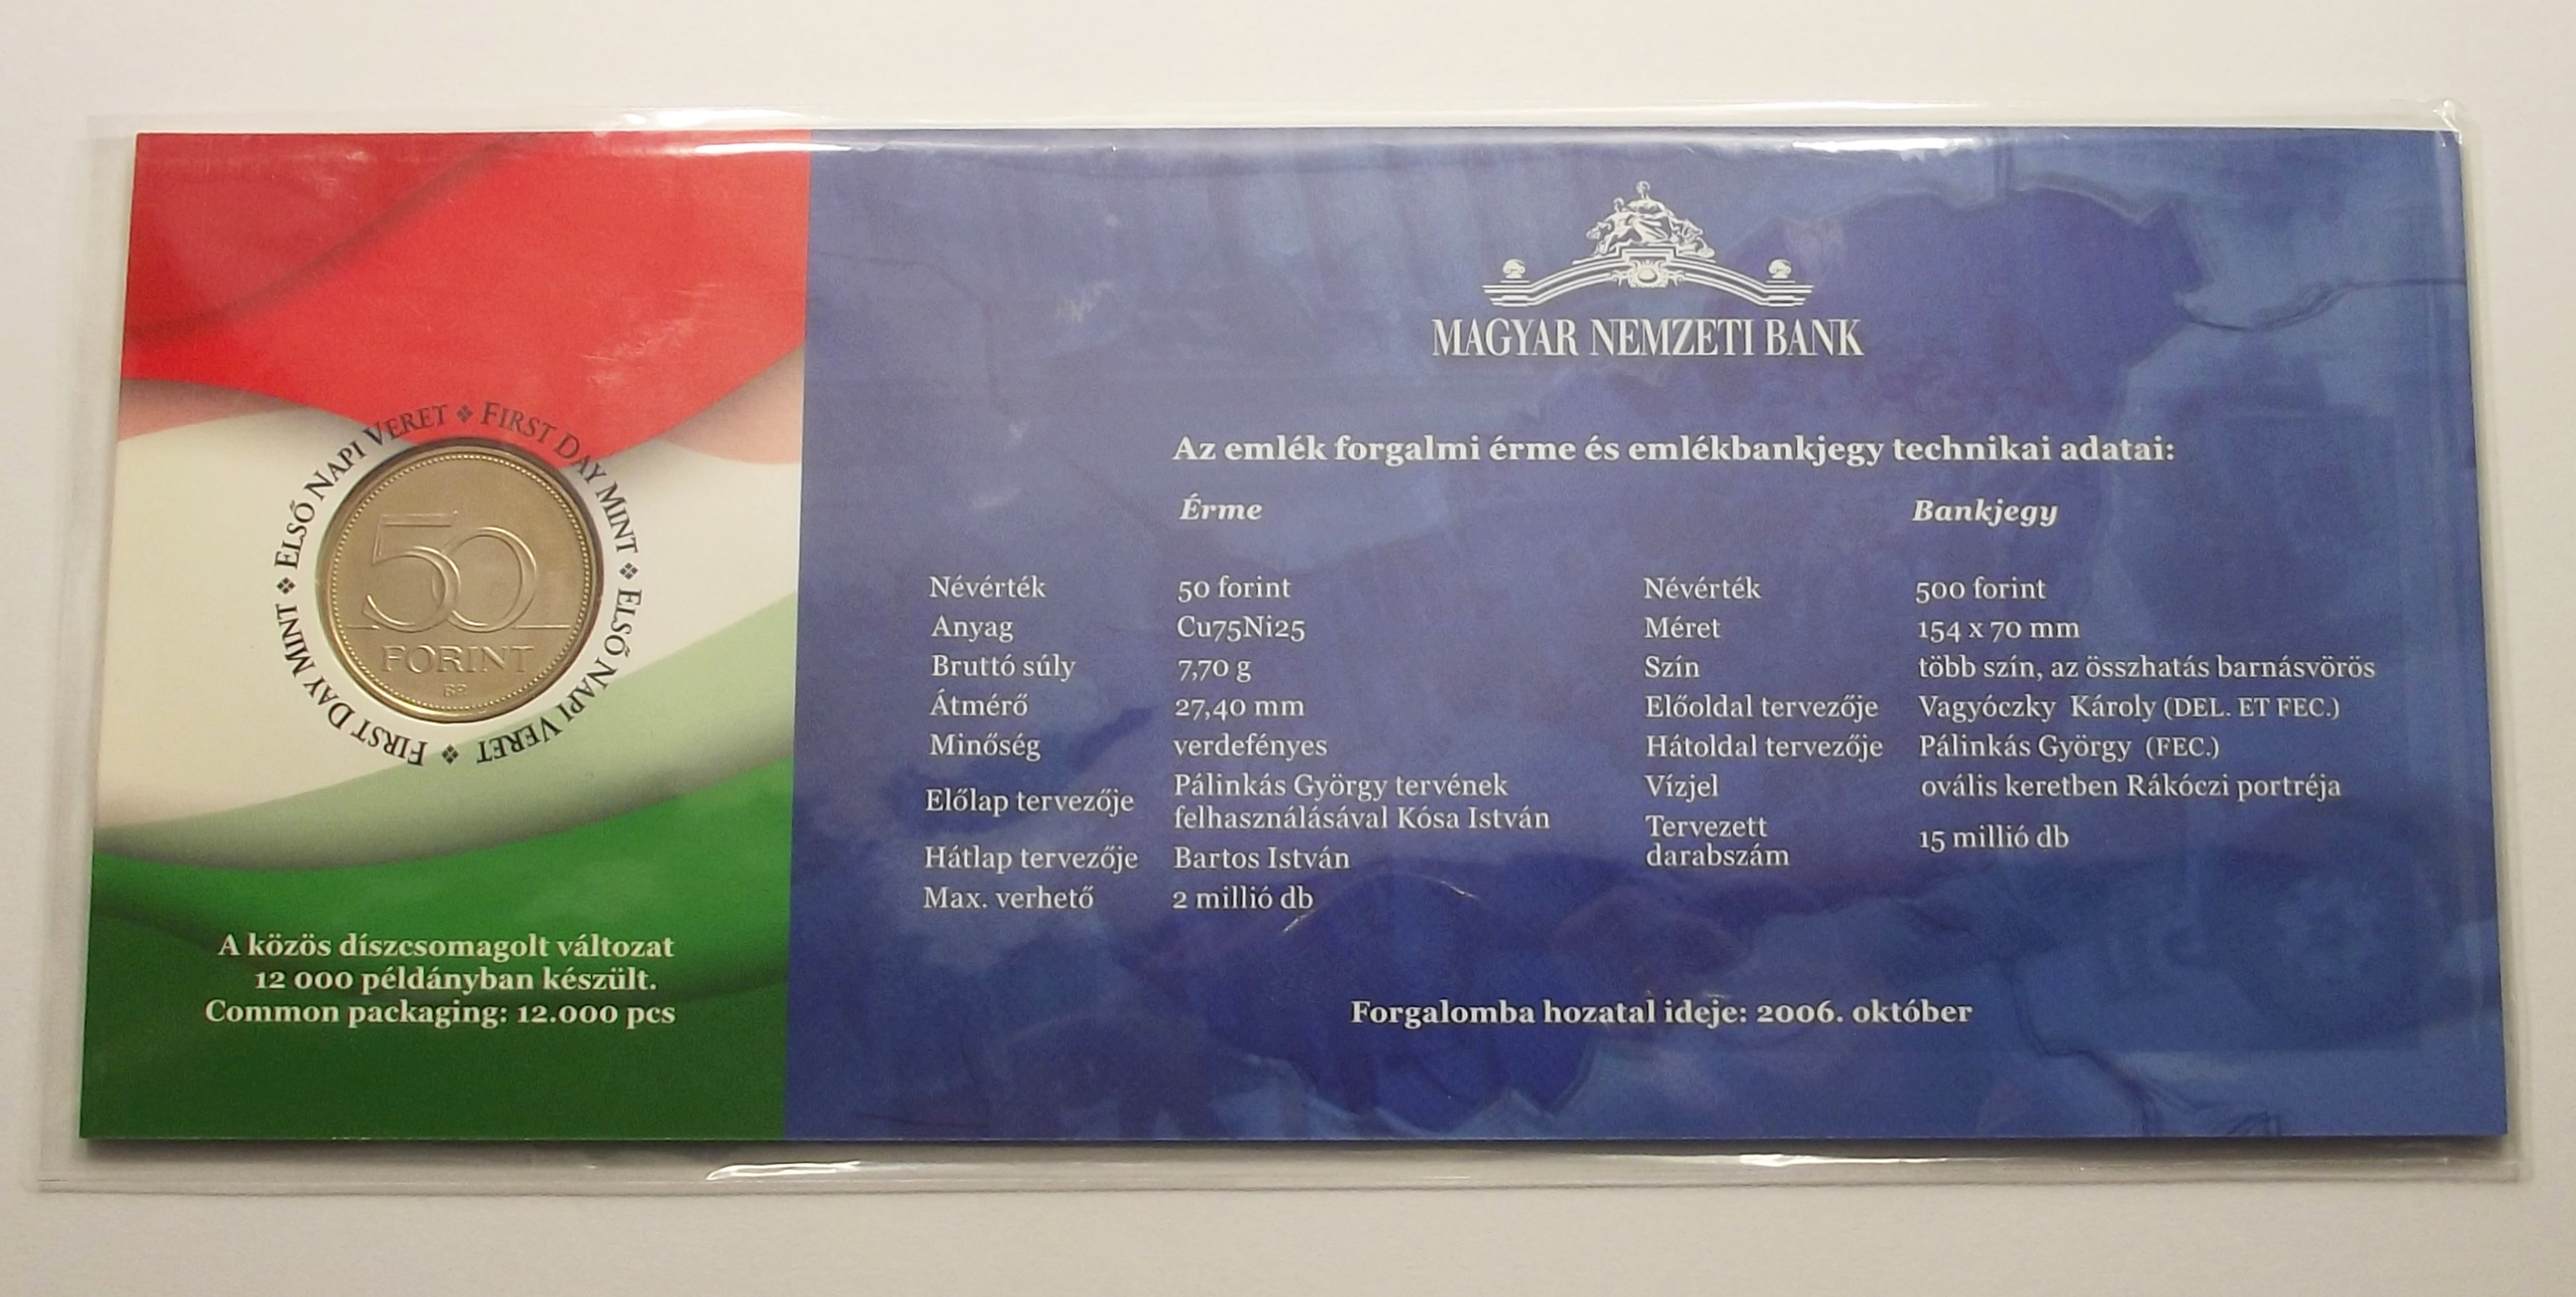 ELSŐ NAPI VERET ❖ FIRST DAY MINT ❖ ELSŐ NAPI VERET ❖ FIRST DAY MINT ❖
50
FORINT
BP.
A közös díszcsomagolt változat
12 000 példányban készült.
Common packaging: 12.000 pcs
MAGYAR NEMZETI BANK
Az emlék forgalmi érme és emlékbankjegy technikai adatai:
Érme
Névérték 50 forint
Anyag Cu75Ni25
Bruttó súly 7,70 g
Átmérő 27,40 mm
Minőség verdefényes
Előlap tervezője Pálinkás György tervének
felhasználásával Kósa István
Hátlap tervezője Bartos István
Max. verhető 2 millió db
Bankjegy
Névérték 500 forint
Méret 154 x 70 mm
Szín több szín, az összhatás barnásvörös
Előoldal tervezője Vagyóczky Károly (DEL. ET FEC.)
Hátoldal tervezője Pálinkás György (FEC.)
Vízjel ovális keretben Rákóczi portréja
Tervezett
darabszám 15 millió db
Forgalomba hozatal ideje: 2006. október